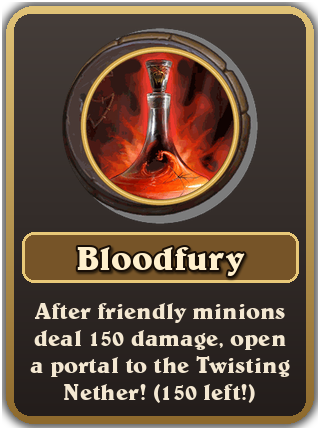 Bloodfury
After friendly minions
deal 150 damage, open
a portal to the Twisting
Nether! (150 left!)